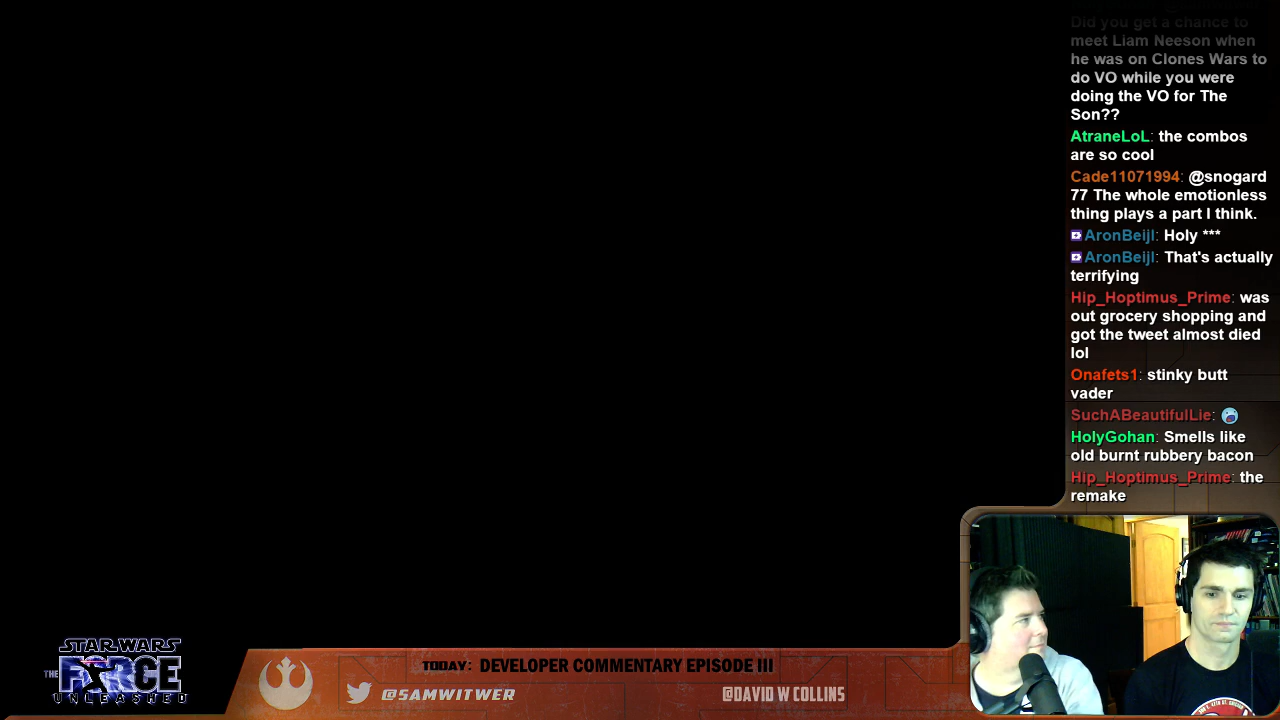 Did you get a chance to
meet Liam Neeson when
he was on Clones Wars to
do VO while you were
doing the VO for The
Son??
AtraneLoL: the combos
are so cool
Cade11071994: @snogard
77 The whole emotionless
thing plays a part I think.
AronBeijl: Holy ***
AronBeijl: That's actually
terrifying
Hip_Hoptimus_Prime: was
out grocery shopping and
got the tweet almost died
lol
Onafets1: stinky butt
vader
SuchABeautifulLie:
HolyGohan: Smells like
old burnt rubbery bacon
Hip_Hoptimus_Prime: the
remake
STAR WARS
THE FORCE
UNLEASHED
TODAY: DEVELOPER COMMENTARY EPISODE III
@SAMWITWER
@DAVID W COLLINS